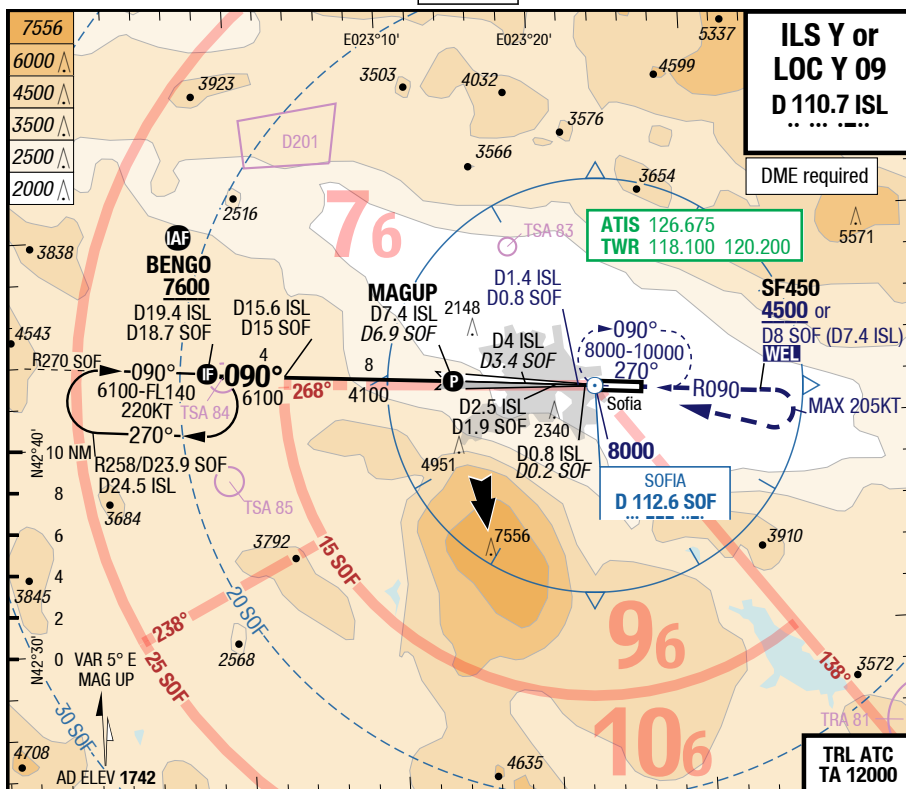 7556
6000
4500
3500
2500
2000
E023°10'
E023°20'
5337
ILS Y or
LOC Y 09
D 110.7 ISL
DME required
3923
3503
4032
4599
3576
D201
3566
3654
2516
76
TSA 83
ATIS 126.675
TWR 118.100 120.200
5571
3838
IAF
BENGO
7600
D19.4 ISL
D18.7 SOF
D15.6 ISL
D15 SOF
MAGUP
D7.4 ISL
D6.9 SOF
2148
D1.4 ISL
D0.8 SOF
SF450
4500 or
D8 SOF (D7.4 ISL)
WEL
4543
D4 ISL
D3.4 SOF
090°
8000-10000
270°
R270 SOF
090°
IF
4
090°
8
P
6100-FL140
220KT
TSA 84
6100
268°
4100
R090
Sofia
MAX 205KT
270°
D2.5 ISL
D1.9 SOF
2340
N42°40'
10 NM
R258/D23.9 SOF
D24.5 ISL
4951
D0.8 ISL
D0.2 SOF
8000
8
3684
TSA 85
SOFIA
D 112.6 SOF
6
3792
7556
3910
15 SOF
4
3845
20 SOF
2
238°
96
N42°30'
0
2568
25 SOF
138°
3572
VAR 5° E
MAG UP
30 SOF
106
TRA 81
4708
AD ELEV 1742
4635
TRL ATC
TA 12000